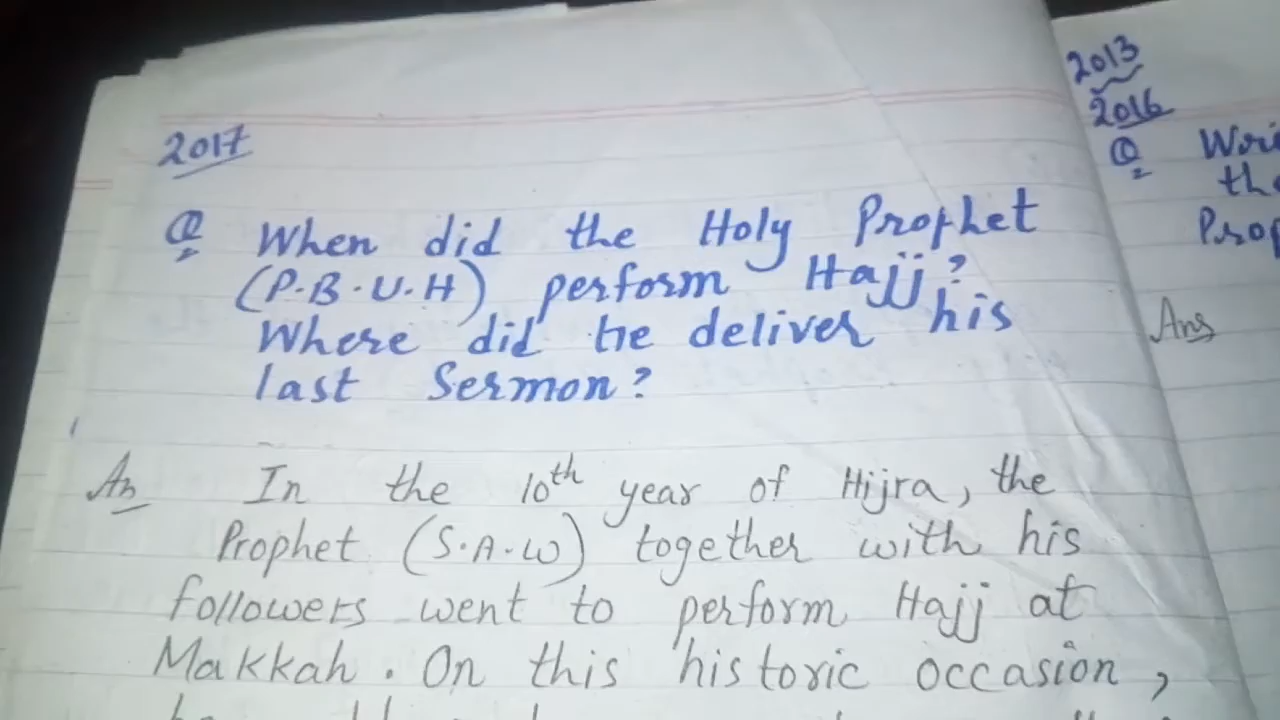 2017
Q When did the Holy Prophet
(P.B.U.H) perform Hajj?
Where did he deliver his
last Sermon?
An In the 10th year of Hijra, the
Prophet (S.A.W) together with his
followers went to perform Hajj at
Makkah. On this historic occasion,
2013
2016
Q Wri
the
Prop
Ans